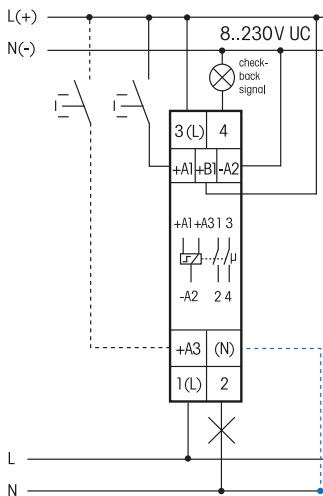 L(+)
N(-)
8..230V UC
check-
back
signal
3 (L) 4
+A1 +B1 -A2
+A1 +A3 1 3
µ
-A2 2 4
+A3 (N)
1 (L) 2
L
N